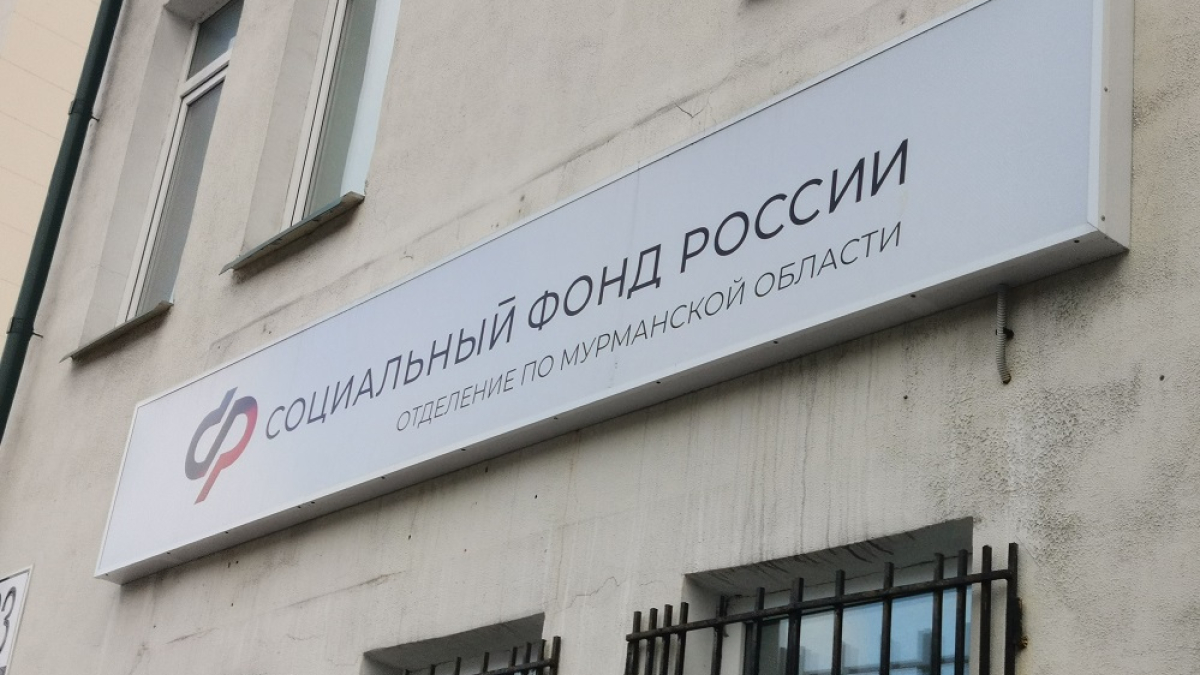 СОЦИАЛЬНЫЙ ФОНД РОССИИ
ОТДЕЛЕНИЕ ПО МУРМАНСКОЙ ОБЛАСТИ